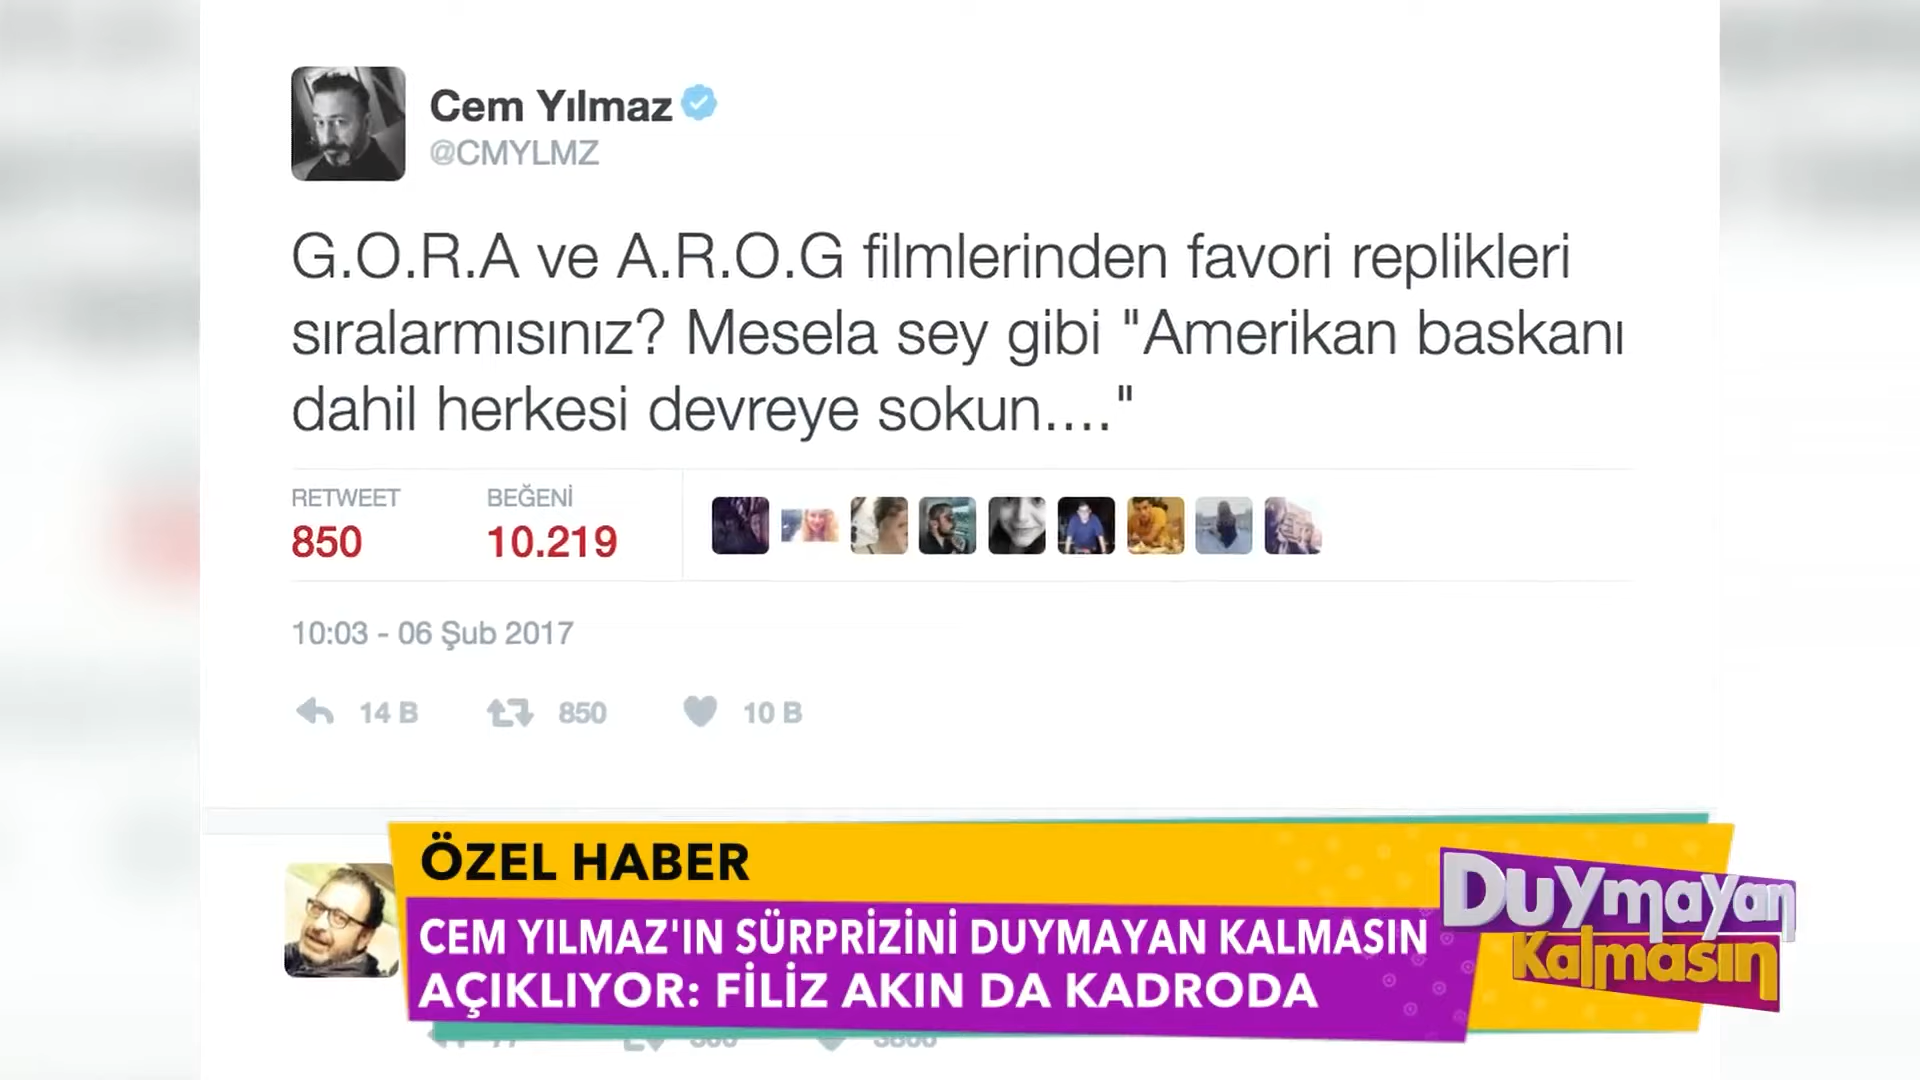 Cem Yılmaz
@CMYLMZ
G.O.R.A ve A.R.O.G filmlerinden favori replikleri
sıralarmısınız? Mesela sey gibi "Amerikan baskanı
dahil herkesi devreye sokun...."
RETWEET BEĞENİ
850 10.219
10:03 - 06 Şub 2017
14 B 850 10 B
ÖZEL HABER
CEM YILMAZ'IN SÜRPRİZİNİ DUYMAYAN KALMASIN
AÇIKLIYOR: FİLİZ AKIN DA KADRODA
Duymayan
Kalmasın